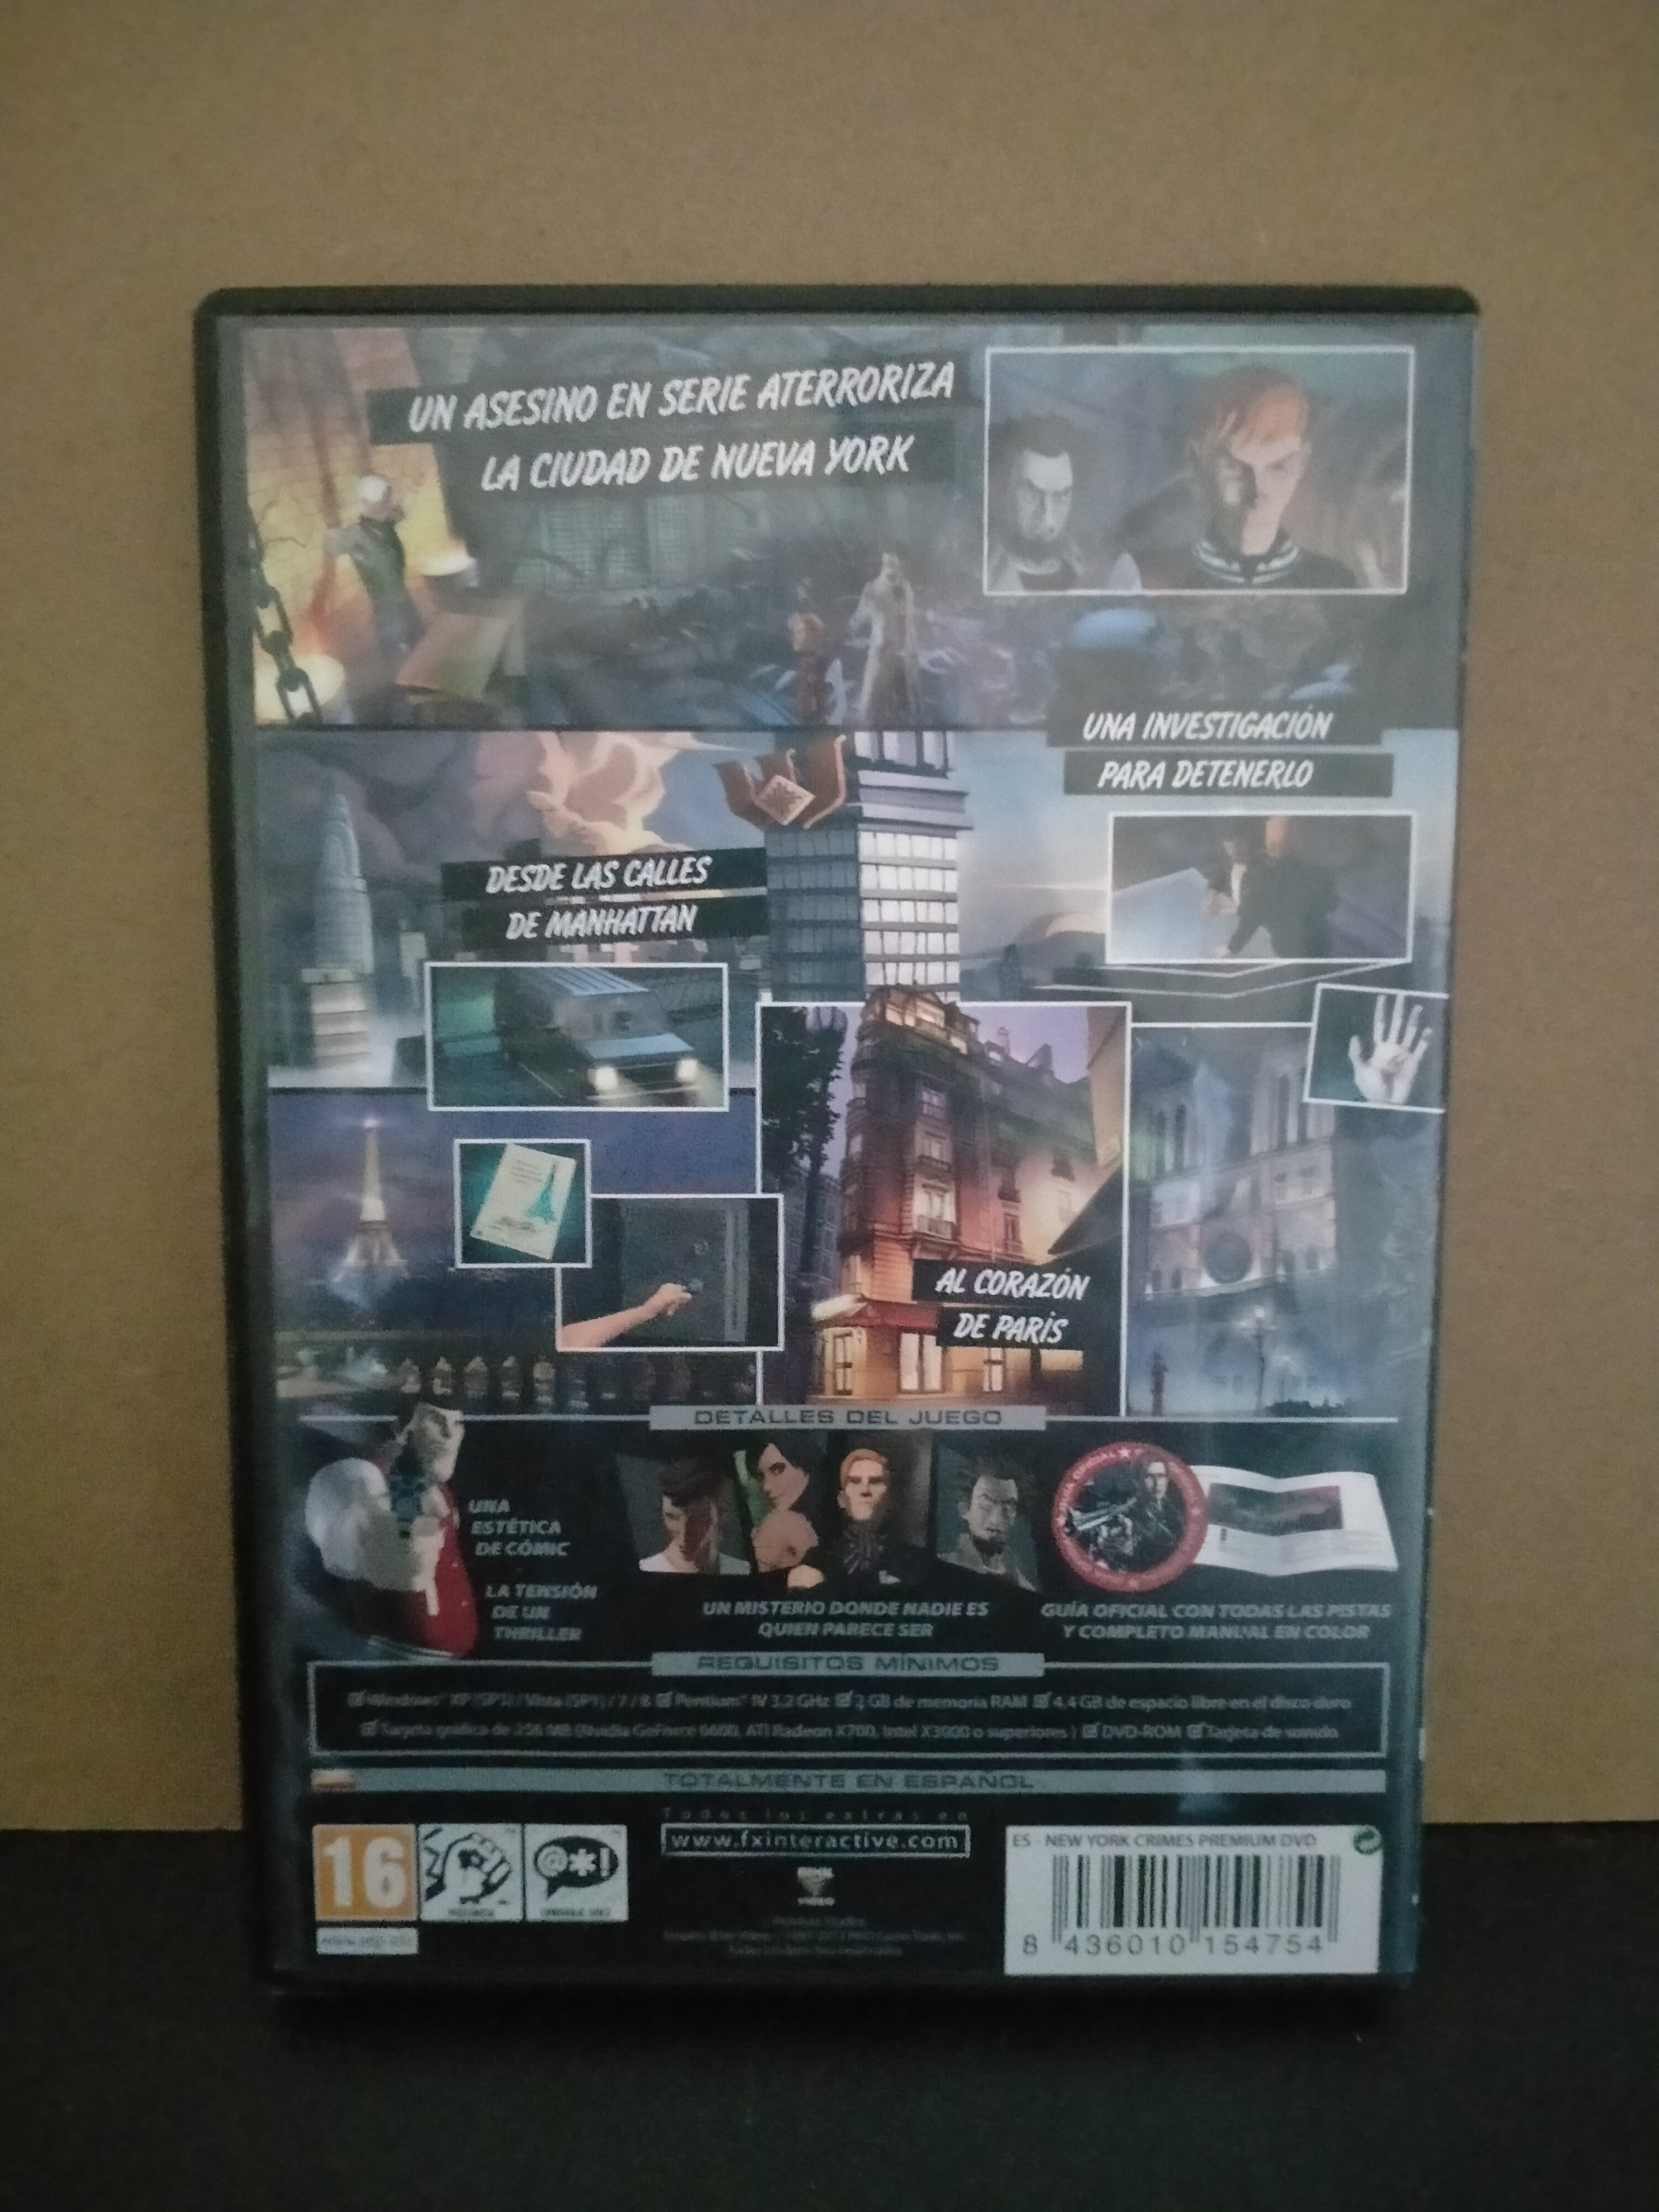 UN ASESINO EN SERIE ATERRORIZA
LA CIUDAD DE NUEVA YORK
UNA INVESTIGACIÓN
PARA DETENERLO
DESDE LAS CALLES
DE MANHATTAN
AL CORAZÓN
DE PARÍS
DETALLES DEL JUEGO
UNA
ESTÉTICA
DE CÓMIC
LA TENSIÓN
DE UN
THRILLER
UN MISTERIO DONDE NADIE ES
QUIEN PARECE SER
GUÍA OFICIAL CON TODAS LAS PISTAS
Y COMPLETO MANUAL EN COLOR
REQUISITOS MÍNIMOS
Windows® XP (SP3) / Vista (SP1) / 7 / 8 Pentium® IV 3.2 GHz 2 GB de memoria RAM 4,4 GB de espacio libre en el disco duro
Tarjeta gráfica de 256 MB (Nvidia GeForce 6600, ATI Radeon X700, Intel X3000 o superiores) DVD-ROM Tarjeta de sonido
TOTALMENTE EN ESPAÑOL
Todos los extras en
www.fxinteractive.com
16
VIOLENCIA
@*!
VIDEO
ES - NEW YORK CRIMES PREMIUM DVD
8 436010 154754